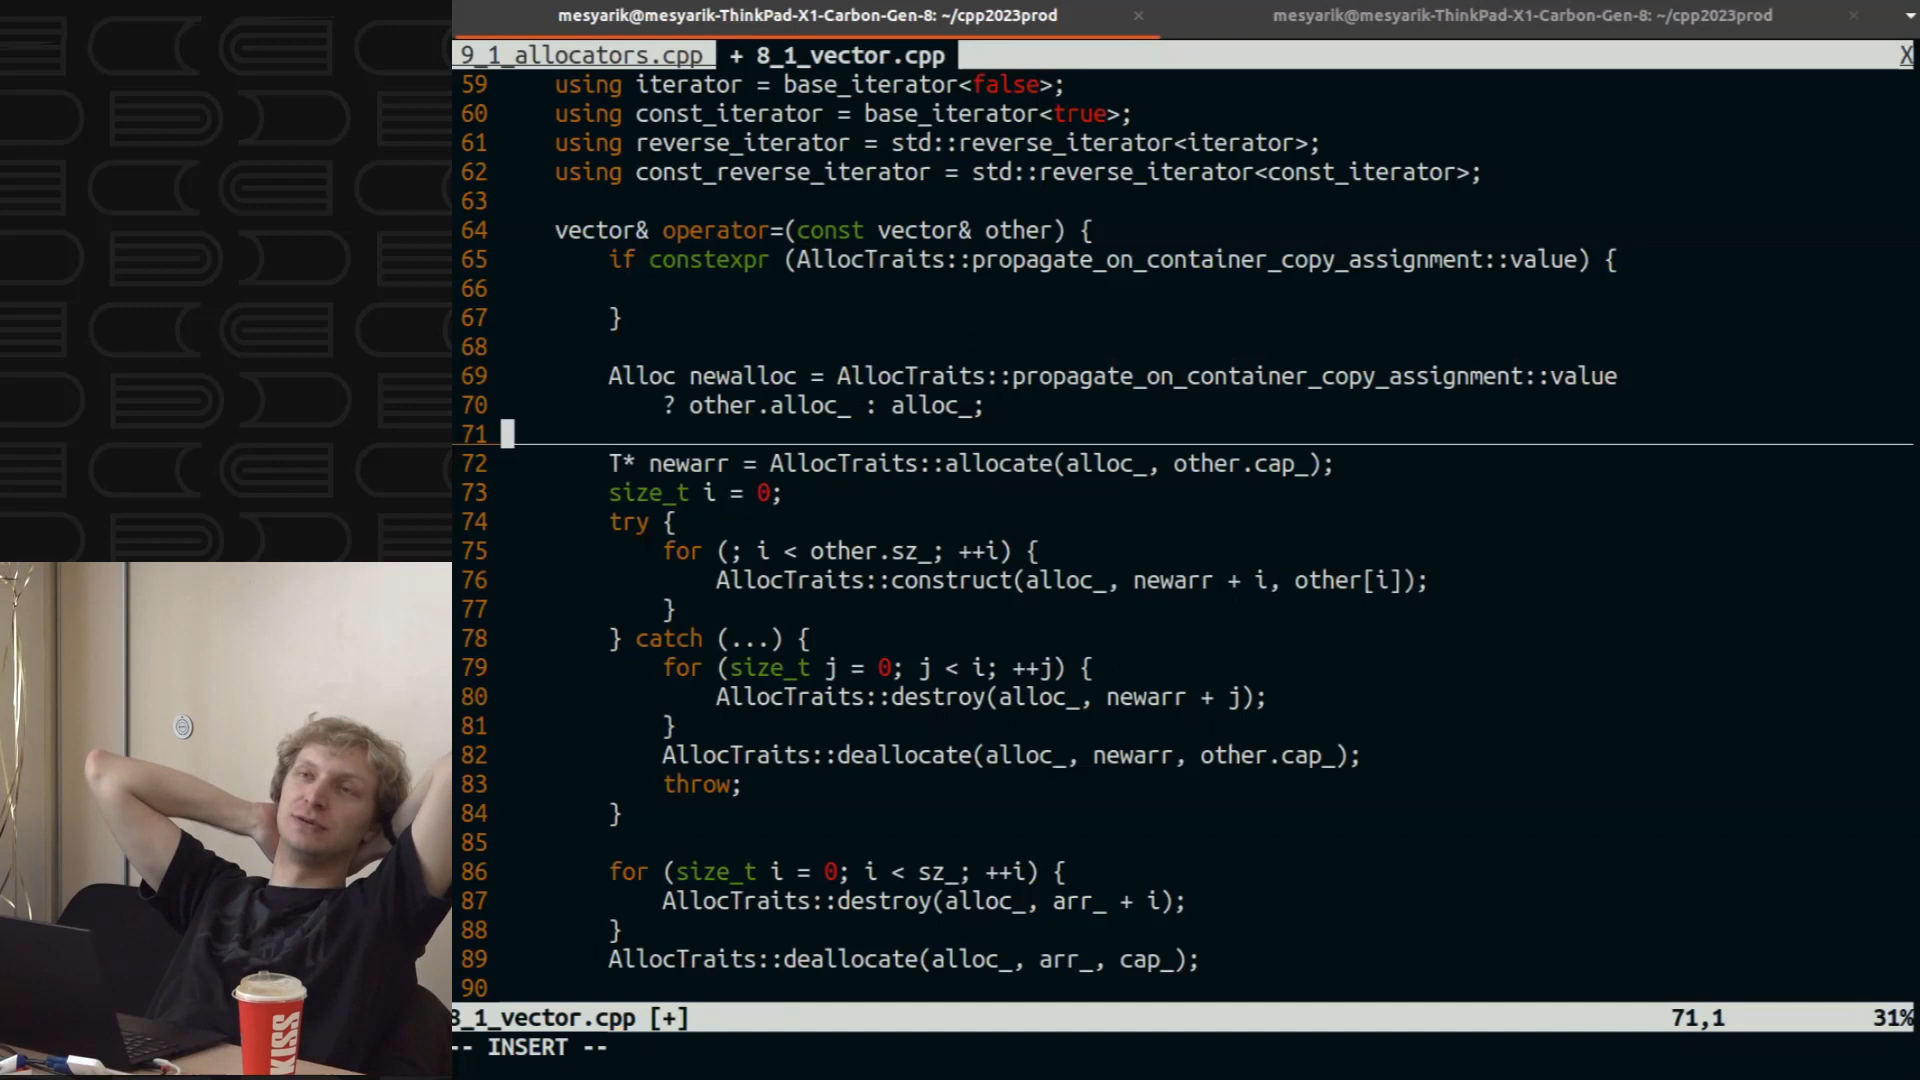 mesyarik@mesyarik-ThinkPad-X1-Carbon-Gen-8: ~/cpp2023prod × mesyarik@mesyarik-ThinkPad-X1-Carbon-Gen-8: ~/cpp2023prod ×
9_1_allocators.cpp + 8_1_vector.cpp X
59 using iterator = base_iterator<false>;
60 using const_iterator = base_iterator<true>;
61 using reverse_iterator = std::reverse_iterator<iterator>;
62 using const_reverse_iterator = std::reverse_iterator<const_iterator>;
63
64 vector& operator=(const vector& other) {
65 if constexpr (AllocTraits::propagate_on_container_copy_assignment::value) {
66
67 }
68
69 Alloc newalloc = AllocTraits::propagate_on_container_copy_assignment::value
70 ? other.alloc_ : alloc_;
71
72 T* newarr = AllocTraits::allocate(alloc_, other.cap_);
73 size_t i = 0;
74 try {
75 for (; i < other.sz_; ++i) {
76 AllocTraits::construct(alloc_, newarr + i, other[i]);
77 }
78 } catch (...) {
79 for (size_t j = 0; j < i; ++j) {
80 AllocTraits::destroy(alloc_, newarr + j);
81 }
82 AllocTraits::deallocate(alloc_, newarr, other.cap_);
83 throw;
84 }
85
86 for (size_t i = 0; i < sz_; ++i) {
87 AllocTraits::destroy(alloc_, arr_ + i);
88 }
89 AllocTraits::deallocate(alloc_, arr_, cap_);
90
8_1_vector.cpp [+] 71,1 31%
-- INSERT --
KISS